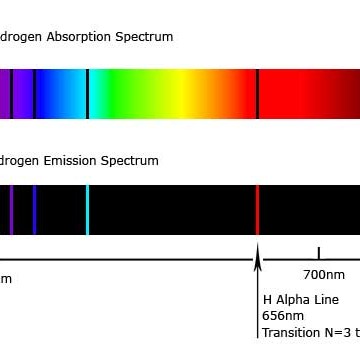 drogen Absorption Spectrum
drogen Emission Spectrum
m
700nm
H Alpha Line
656nm
Transition N=3 t